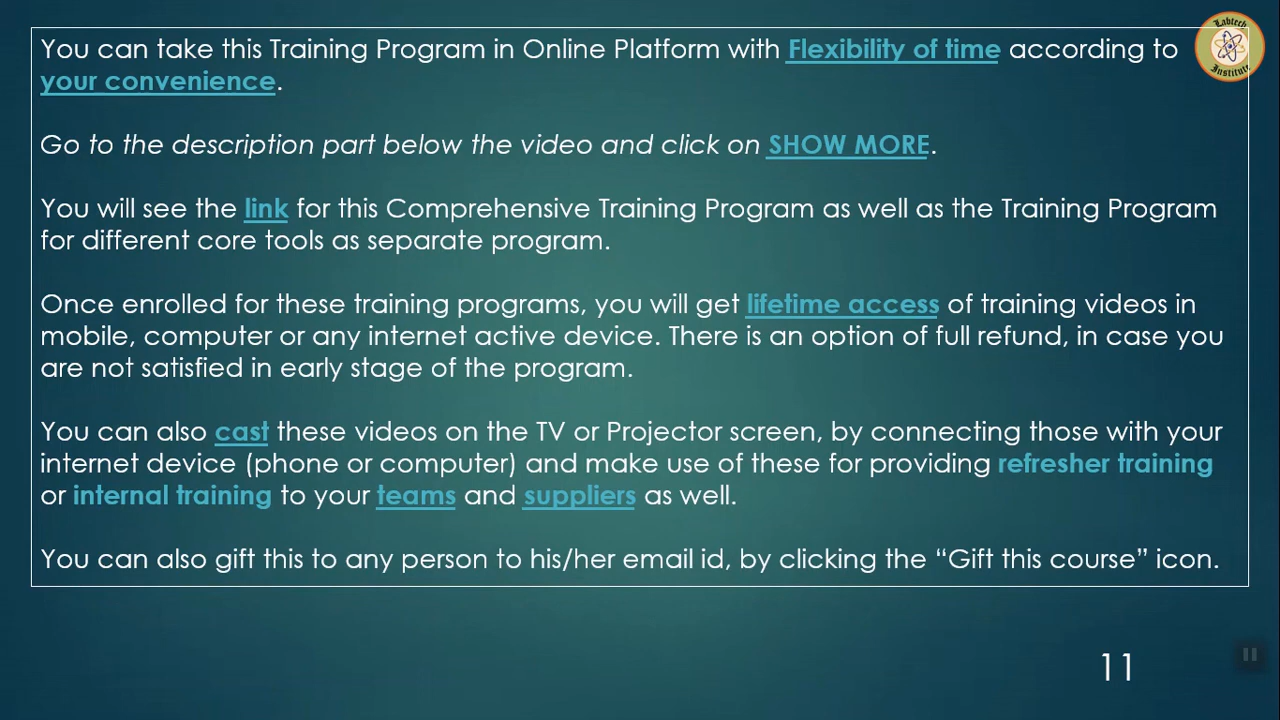 Labtech
Institute
You can take this Training Program in Online Platform with Flexibility of time according to
your convenience.
Go to the description part below the video and click on SHOW MORE.
You will see the link for this Comprehensive Training Program as well as the Training Program
for different core tools as separate program.
Once enrolled for these training programs, you will get lifetime access of training videos in
mobile, computer or any internet active device. There is an option of full refund, in case you
are not satisfied in early stage of the program.
You can also cast these videos on the TV or Projector screen, by connecting those with your
internet device (phone or computer) and make use of these for providing refresher training
or internal training to your teams and suppliers as well.
You can also gift this to any person to his/her email id, by clicking the “Gift this course” icon.
11